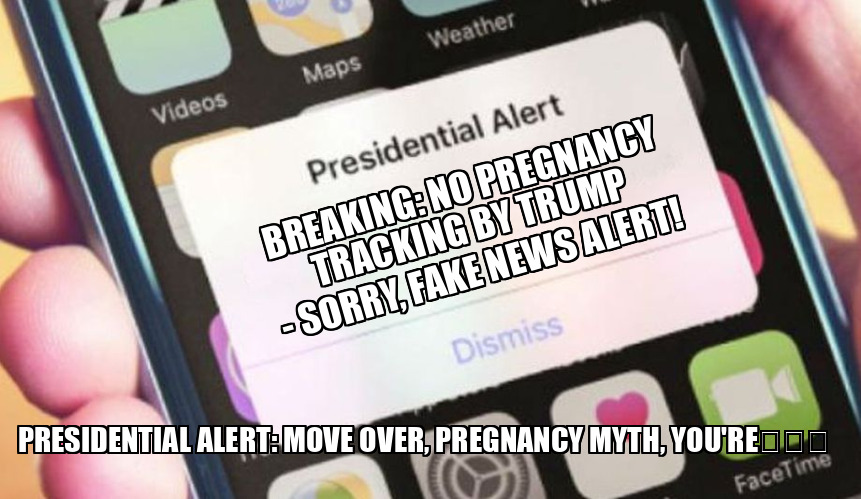 Videos
Maps
Weather
Presidential Alert
BREAKING: NO PREGNANCY
TRACKING BY TRUMP
- SORRY, FAKE NEWS ALERT!
Dismiss
PRESIDENTIAL ALERT: MOVE OVER, PREGNANCY MYTH, YOU'RE
FaceTime